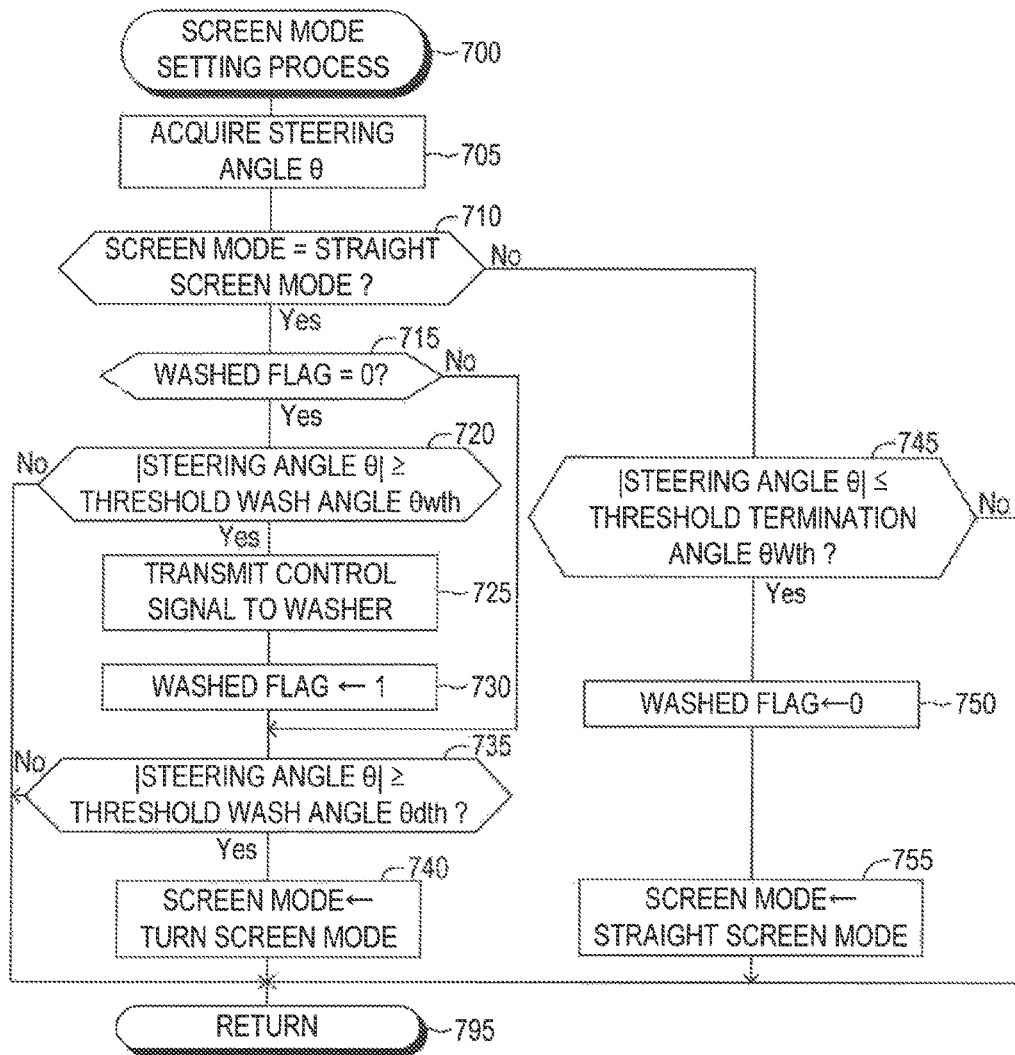 SCREEN MODE
SETTING PROCESS
700
ACQUIRE STEERING
ANGLE θ
705
710
SCREEN MODE = STRAIGHT
SCREEN MODE ?
No
Yes
715
WASHED FLAG = 0?
No
Yes
720
No
|STEERING ANGLE θ| ≥
THRESHOLD WASH ANGLE θwth
Yes
TRANSMIT CONTROL
SIGNAL TO WASHER
725
WASHED FLAG ← 1
730
735
No
|STEERING ANGLE θ| ≥
THRESHOLD WASH ANGLE θdth ?
Yes
740
SCREEN MODE←
TURN SCREEN MODE
745
|STEERING ANGLE θ| ≤
THRESHOLD TERMINATION
ANGLE θWth ?
No
Yes
WASHED FLAG←0
750
755
SCREEN MODE←
STRAIGHT SCREEN MODE
RETURN
795